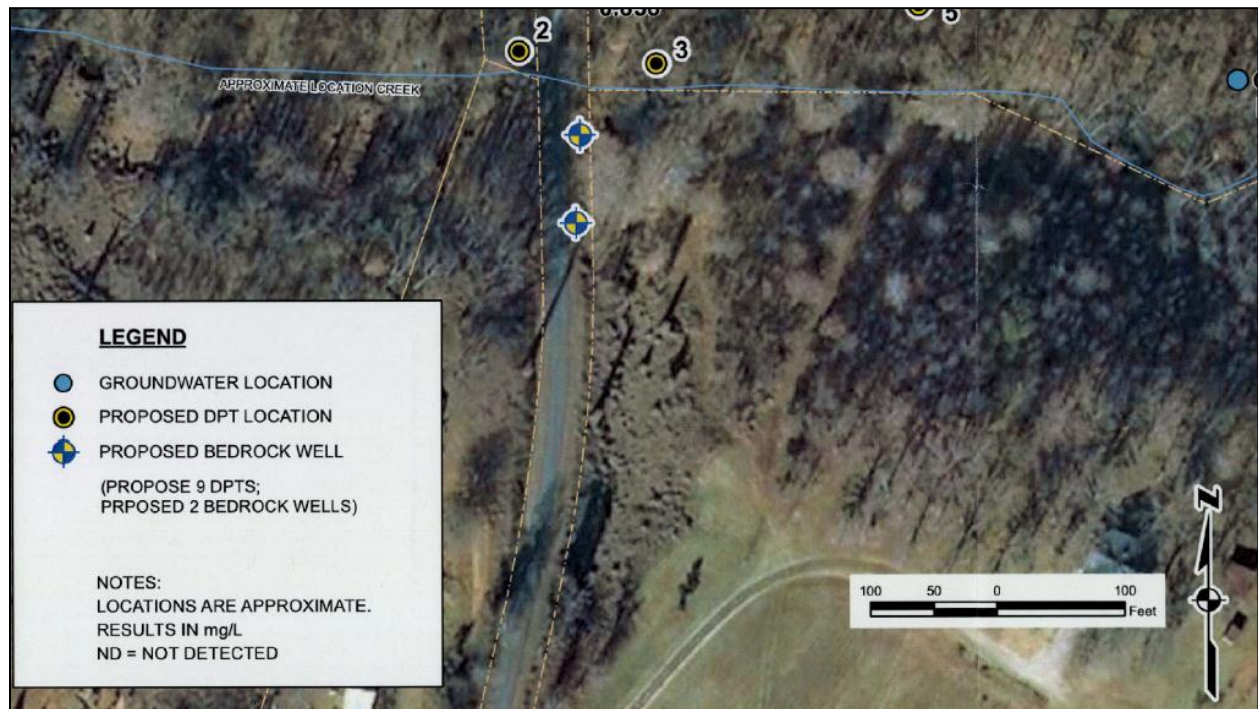 2
3
5
APPROXIMATE LOCATION CREEK
LEGEND
GROUNDWATER LOCATION
PROPOSED DPT LOCATION
PROPOSED BEDROCK WELL
(PROPOSE 9 DPTS;
PRPOSED 2 BEDROCK WELLS)
NOTES:
LOCATIONS ARE APPROXIMATE.
RESULTS IN mg/L
ND = NOT DETECTED
N
100 50 0 100
Feet